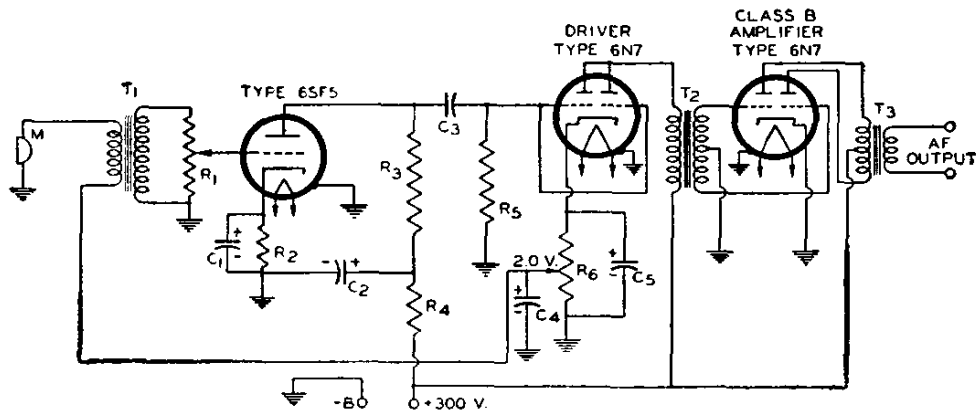 CLASS B
AMPLIFIER
TYPE 6N7
DRIVER
TYPE 6N7
T1
TYPE 6SF5
M
C3
T2
T3
AF
OUTPUT
R1
R3
R5
C1
+
-
R2
- +
C2
2.0 V.
R6
+
-
C5
R4
+
-
C4
-B
+300 V.